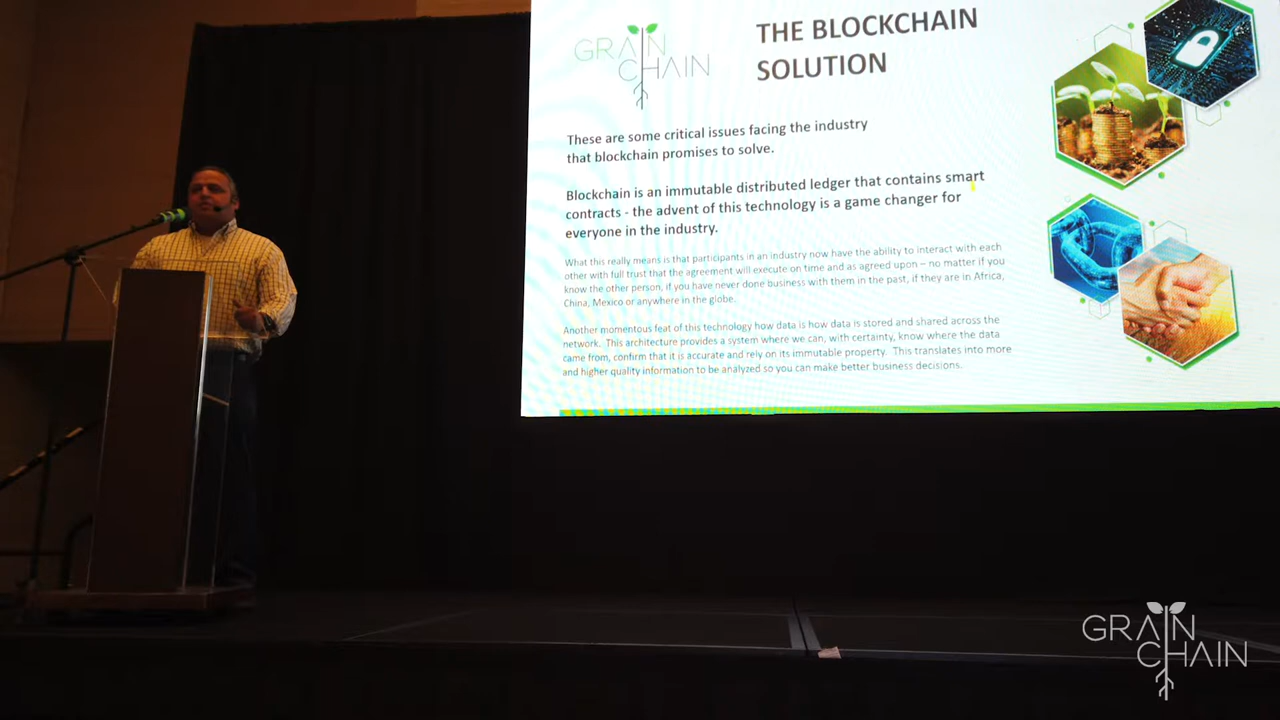 GRAIN
CHAIN
THE BLOCKCHAIN
SOLUTION
These are some critical issues facing the industry
that blockchain promises to solve.
Blockchain is an immutable distributed ledger that contains smart
contracts - the advent of this technology is a game changer for
everyone in the industry.
What this really means is that participants in an industry now have the ability to interact with each
other with full trust that the agreement will execute on time and as agreed upon – no matter if you
know the other person, if you have never done business with them in the past, if they are in Africa,
China, Mexico or anywhere in the globe.
Another momentous feat of this technology how data is how data is stored and shared across the
network. This architecture provides a system where we can, with certainty, know where the data
came from, confirm that it is accurate and rely on its immutable property. This translates into more
and higher quality information to be analyzed so you can make better business decisions.
GRAIN
CHAIN